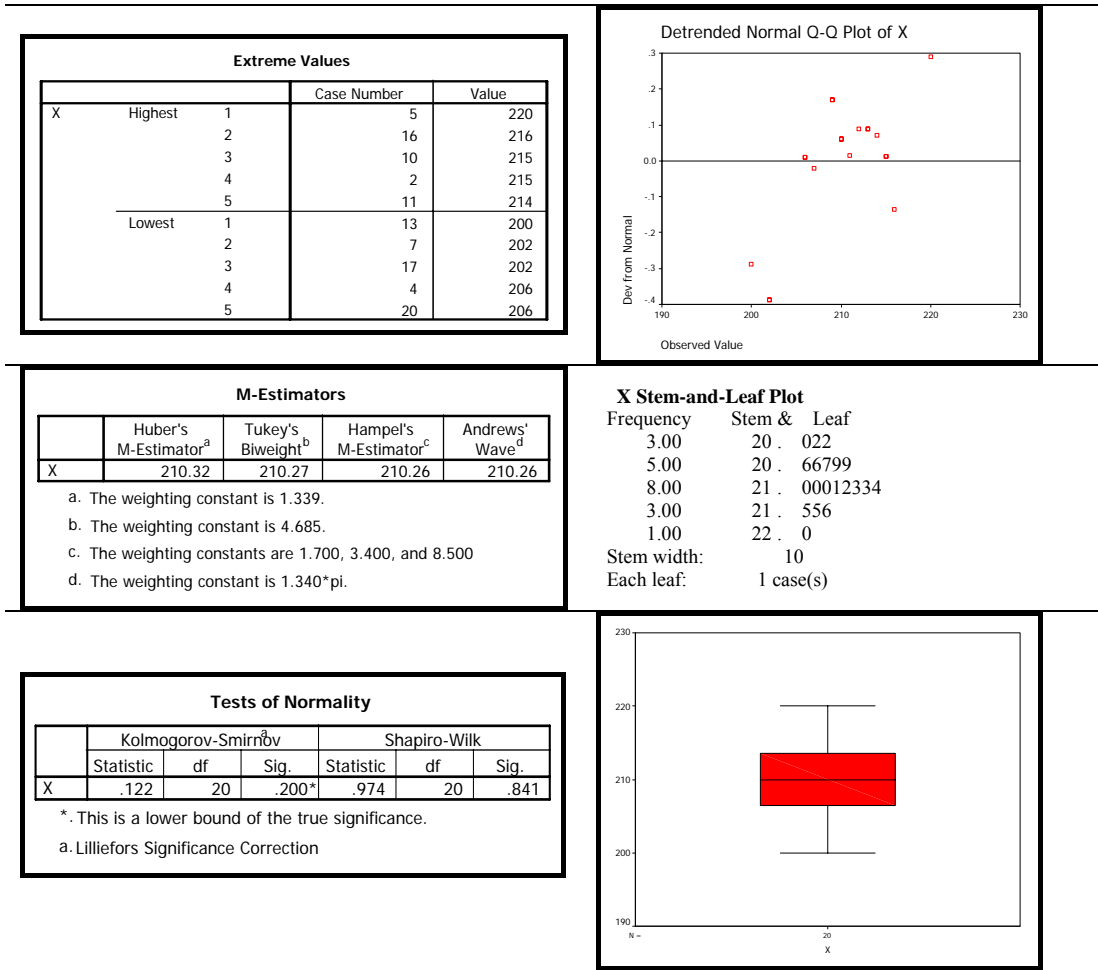 Extreme Values
Case Number Value
X Highest 1 5 220
2 16 216
3 10 215
4 2 215
5 11 214
Lowest 1 13 200
2 7 202
3 17 202
4 4 206
5 20 206
Detrended Normal Q-Q Plot of X
.3
.2
.1
0.0
-.1
-.2
-.3
-.4
Dev from Normal
190 200 210 220 230
Observed Value
M-Estimators
Huber's M-Estimatorᵃ Tukey's Biweightᵇ Hampel's M-Estimatorᶜ Andrews' Waveᵈ
X 210.32 210.27 210.26 210.26
a. The weighting constant is 1.339.
b. The weighting constant is 4.685.
c. The weighting constants are 1.700, 3.400, and 8.500
d. The weighting constant is 1.340*pi.
X Stem-and-Leaf Plot
Frequency Stem & Leaf
3.00 20 . 022
5.00 20 . 66799
8.00 21 . 00012334
3.00 21 . 556
1.00 22 . 0
Stem width: 10
Each leaf: 1 case(s)
Tests of Normality
Kolmogorov-Smirnovᵃ Shapiro-Wilk
Statistic df Sig. Statistic df Sig.
X .122 20 .200* .974 20 .841
*. This is a lower bound of the true significance.
a. Lilliefors Significance Correction
230
220
210
200
190
N = 20
X